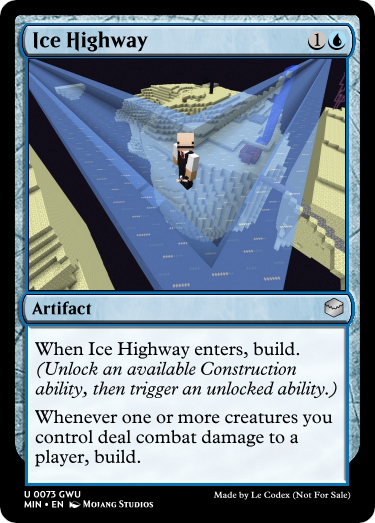 Ice Highway 1
Artifact
When Ice Highway enters, build.
(Unlock an available Construction
ability, then trigger an unlocked ability.)
Whenever one or more creatures you
control deal combat damage to a
player, build.
U 0073 GWU
MIN • EN Mojang Studios
Made by Le Codex (Not For Sale)